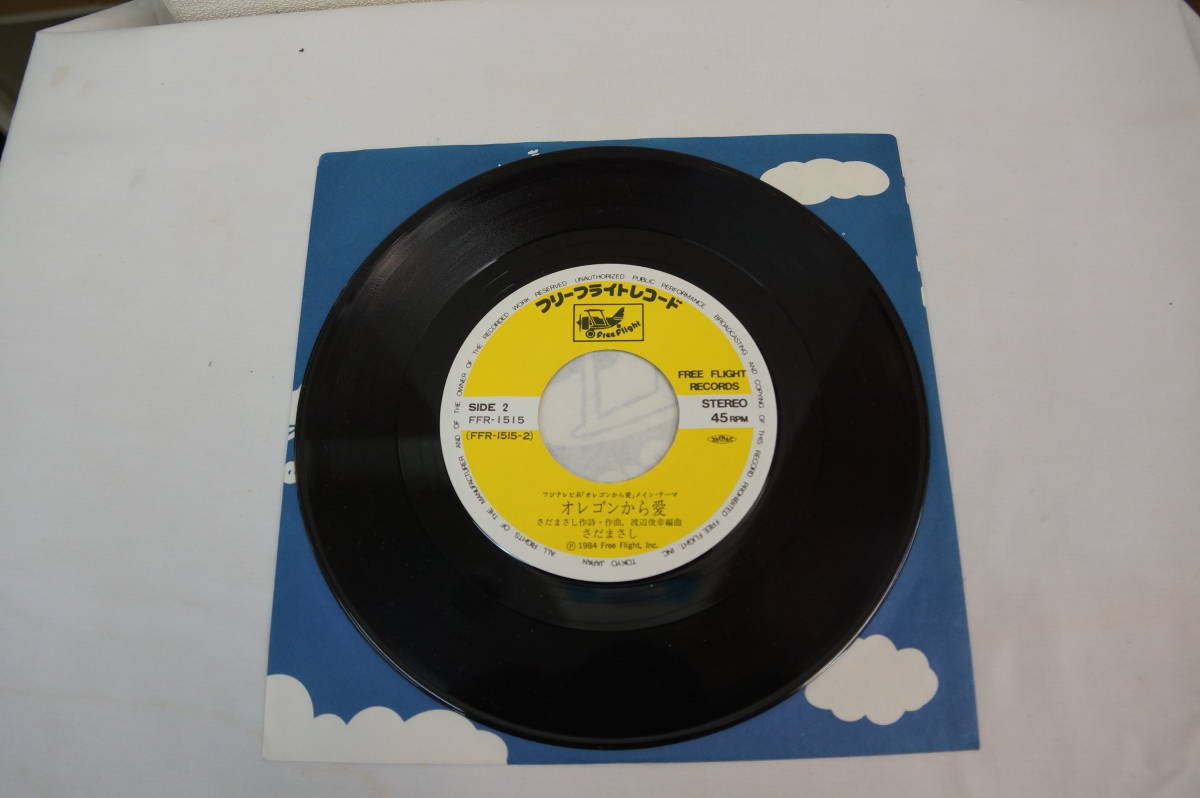 ALL RIGHTS OF THE MANUFACTURER AND OF THE OWNER OF THE RECORDED WORK RESERVED UNAUTHORIZED PUBLIC PERFORMANCE BROADCASTING AND COPYING OF THIS RECORD PROHIBITED FREE FLIGHT, INC. TOKYO JAPAN
フリーフライトレコード
Free Flight
FREE FLIGHT
RECORDS
SIDE 2
FFR-1515
(FFR-1515-2)
STEREO
45RPM
フジテレビ系「オレゴンから愛」メイン・テーマ
オレゴンから愛
さだまさし作詩・作曲, 渡辺俊幸編曲
さだまさし
Ⓟ 1984 Free Flight, Inc.